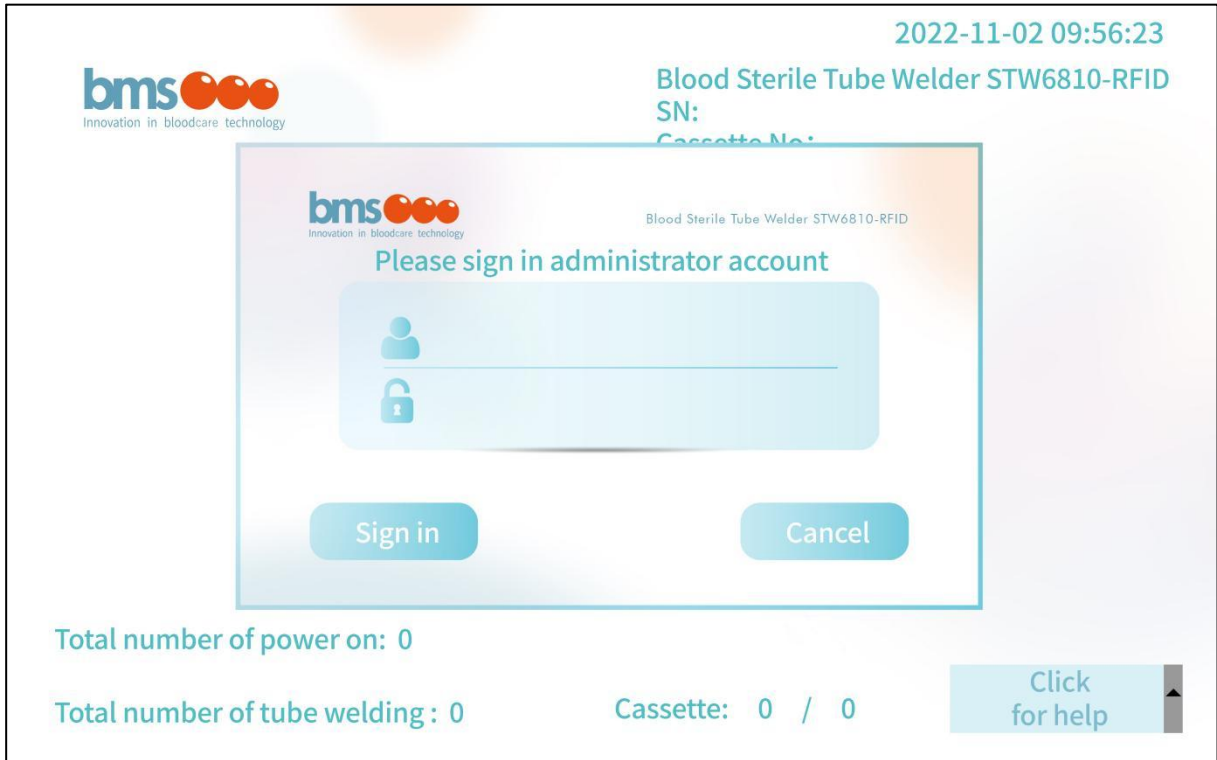 2022-11-02 09:56:23
bms
Innovation in bloodcare technology
Blood Sterile Tube Welder STW6810-RFID
SN:
Cassette No:
bms
Innovation in bloodcare technology
Blood Sterile Tube Welder STW6810-RFID
Please sign in administrator account
Sign in
Cancel
Total number of power on: 0
Total number of tube welding : 0
Cassette: 0 / 0
Click
for help